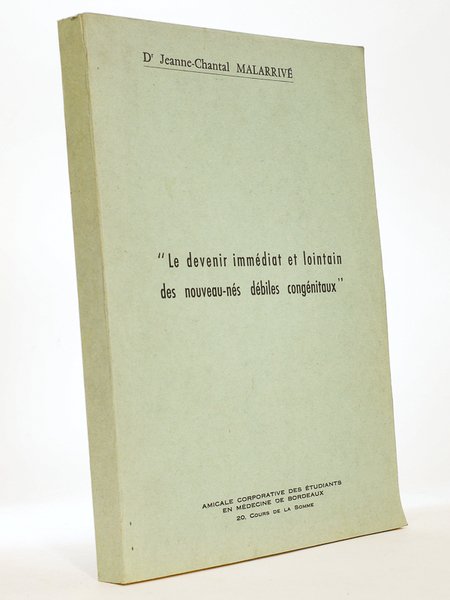 Dr Jeanne-Chantal MALARRIVÉ
"Le devenir immédiat et lointain
des nouveau-nés débiles congénitaux"
AMICALE CORPORATIVE DES ÉTUDIANTS
EN MÉDECINE DE BORDEAUX
20, COURS DE LA SOMME